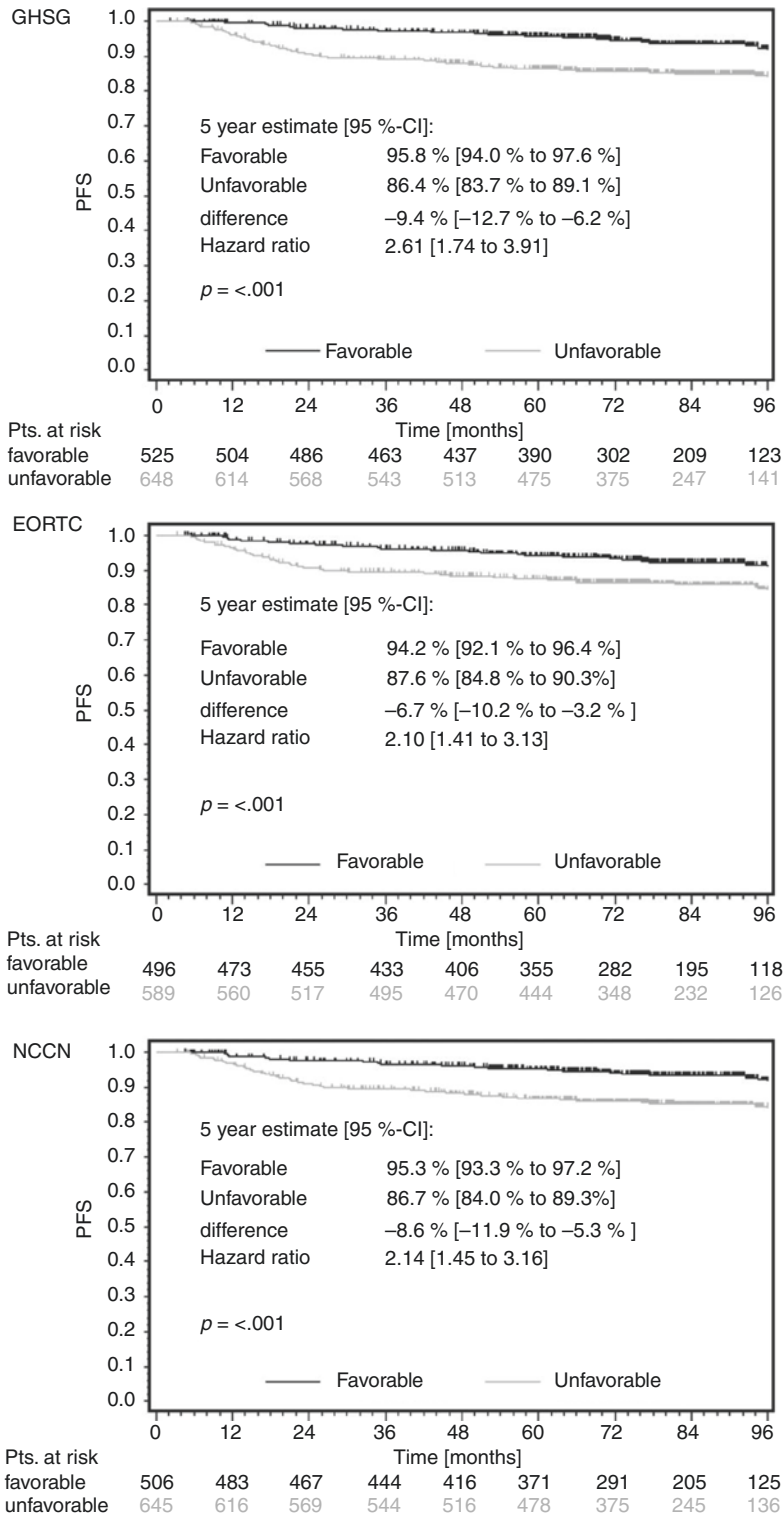 GHSG
PFS
1.0
0.9
0.8
0.7
0.6
0.5
0.4
0.3
0.2
0.1
0.0
5 year estimate [95 %-CI]:
Favorable 95.8 % [94.0 % to 97.6 %]
Unfavorable 86.4 % [83.7 % to 89.1 %]
difference –9.4 % [–12.7 % to –6.2 %]
Hazard ratio 2.61 [1.74 to 3.91]
p = <.001
Favorable Unfavorable
0 12 24 36 48 60 72 84 96
Pts. at risk Time [months]
favorable 525 504 486 463 437 390 302 209 123
unfavorable 648 614 568 543 513 475 375 247 141
EORTC
PFS
1.0
0.9
0.8
0.7
0.6
0.5
0.4
0.3
0.2
0.1
0.0
5 year estimate [95 %-CI]:
Favorable 94.2 % [92.1 % to 96.4 %]
Unfavorable 87.6 % [84.8 % to 90.3%]
difference –6.7 % [–10.2 % to –3.2 % ]
Hazard ratio 2.10 [1.41 to 3.13]
p = <.001
Favorable Unfavorable
0 12 24 36 48 60 72 84 96
Pts. at risk Time [months]
favorable 496 473 455 433 406 355 282 195 118
unfavorable 589 560 517 495 470 444 348 232 126
NCCN
PFS
1.0
0.9
0.8
0.7
0.6
0.5
0.4
0.3
0.2
0.1
0.0
5 year estimate [95 %-CI]:
Favorable 95.3 % [93.3 % to 97.2 %]
Unfavorable 86.7 % [84.0 % to 89.3%]
difference –8.6 % [–11.9 % to –5.3 % ]
Hazard ratio 2.14 [1.45 to 3.16]
p = <.001
Favorable Unfavorable
0 12 24 36 48 60 72 84 96
Pts. at risk Time [months]
favorable 506 483 467 444 416 371 291 205 125
unfavorable 645 616 569 544 516 478 375 245 136